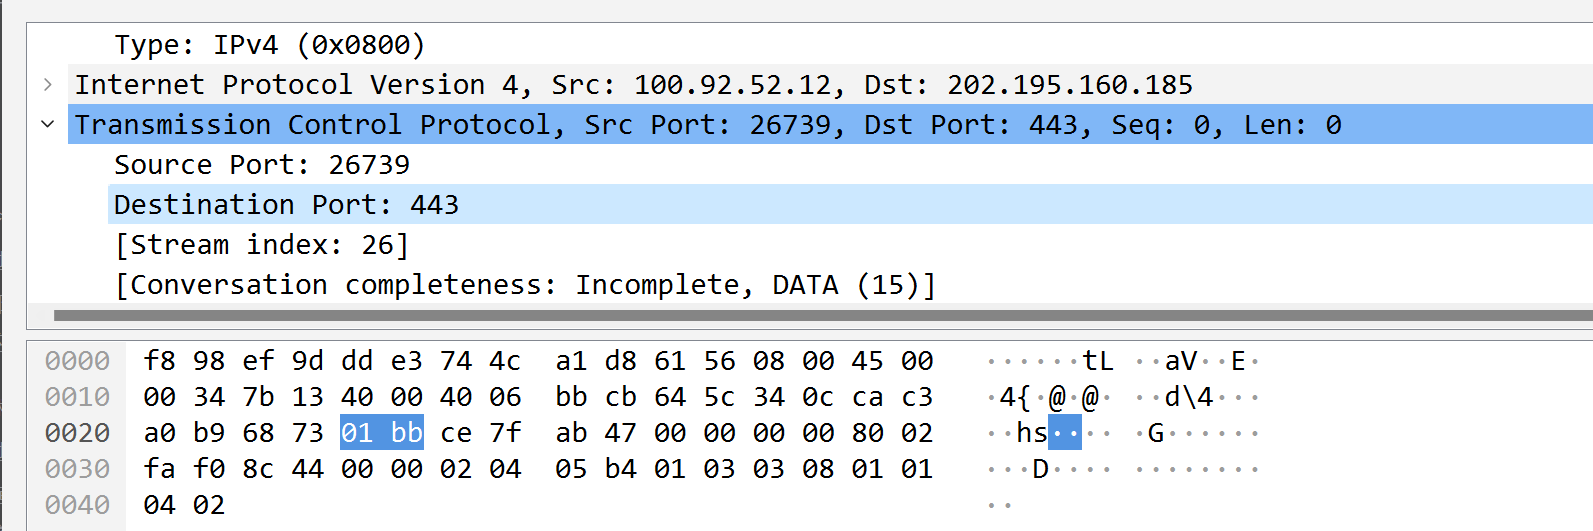 Type: IPv4 (0x0800)
Internet Protocol Version 4, Src: 100.92.52.12, Dst: 202.195.160.185
Transmission Control Protocol, Src Port: 26739, Dst Port: 443, Seq: 0, Len: 0
Source Port: 26739
Destination Port: 443
[Stream index: 26]
[Conversation completeness: Incomplete, DATA (15)]
0000 f8 98 ef 9d dd e3 74 4c a1 d8 61 56 08 00 45 00 ······tL ··aV··E·
0010 00 34 7b 13 40 00 40 06 bb cb 64 5c 34 0c ca c3 ·4{·@·@· ··d\4···
0020 a0 b9 68 73 01 bb ce 7f ab 47 00 00 00 00 80 02 ··hs···· ·G······
0030 fa f0 8c 44 00 00 02 04 05 b4 01 03 03 08 01 01 ···D···· ········
0040 04 02 ··